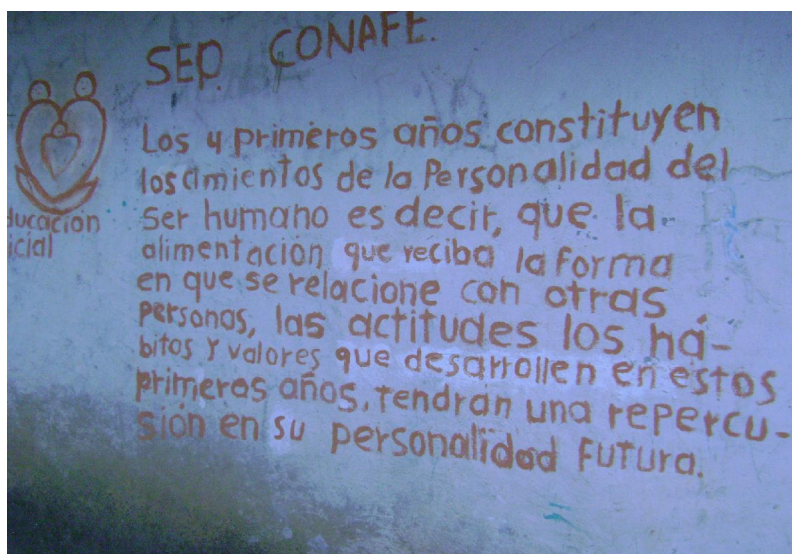 SEP. CONAFE.
ducación
icial
Los 4 primeros años constituyen
los cimientos de la Personalidad del
ser humano es decir, que la
alimentación que reciba la forma
en que se relacione con otras
personas, las actitudes los há-
bitos y valores que desarrollen en estos
primeros años, tendrán una repercu-
sión en su personalidad futura.